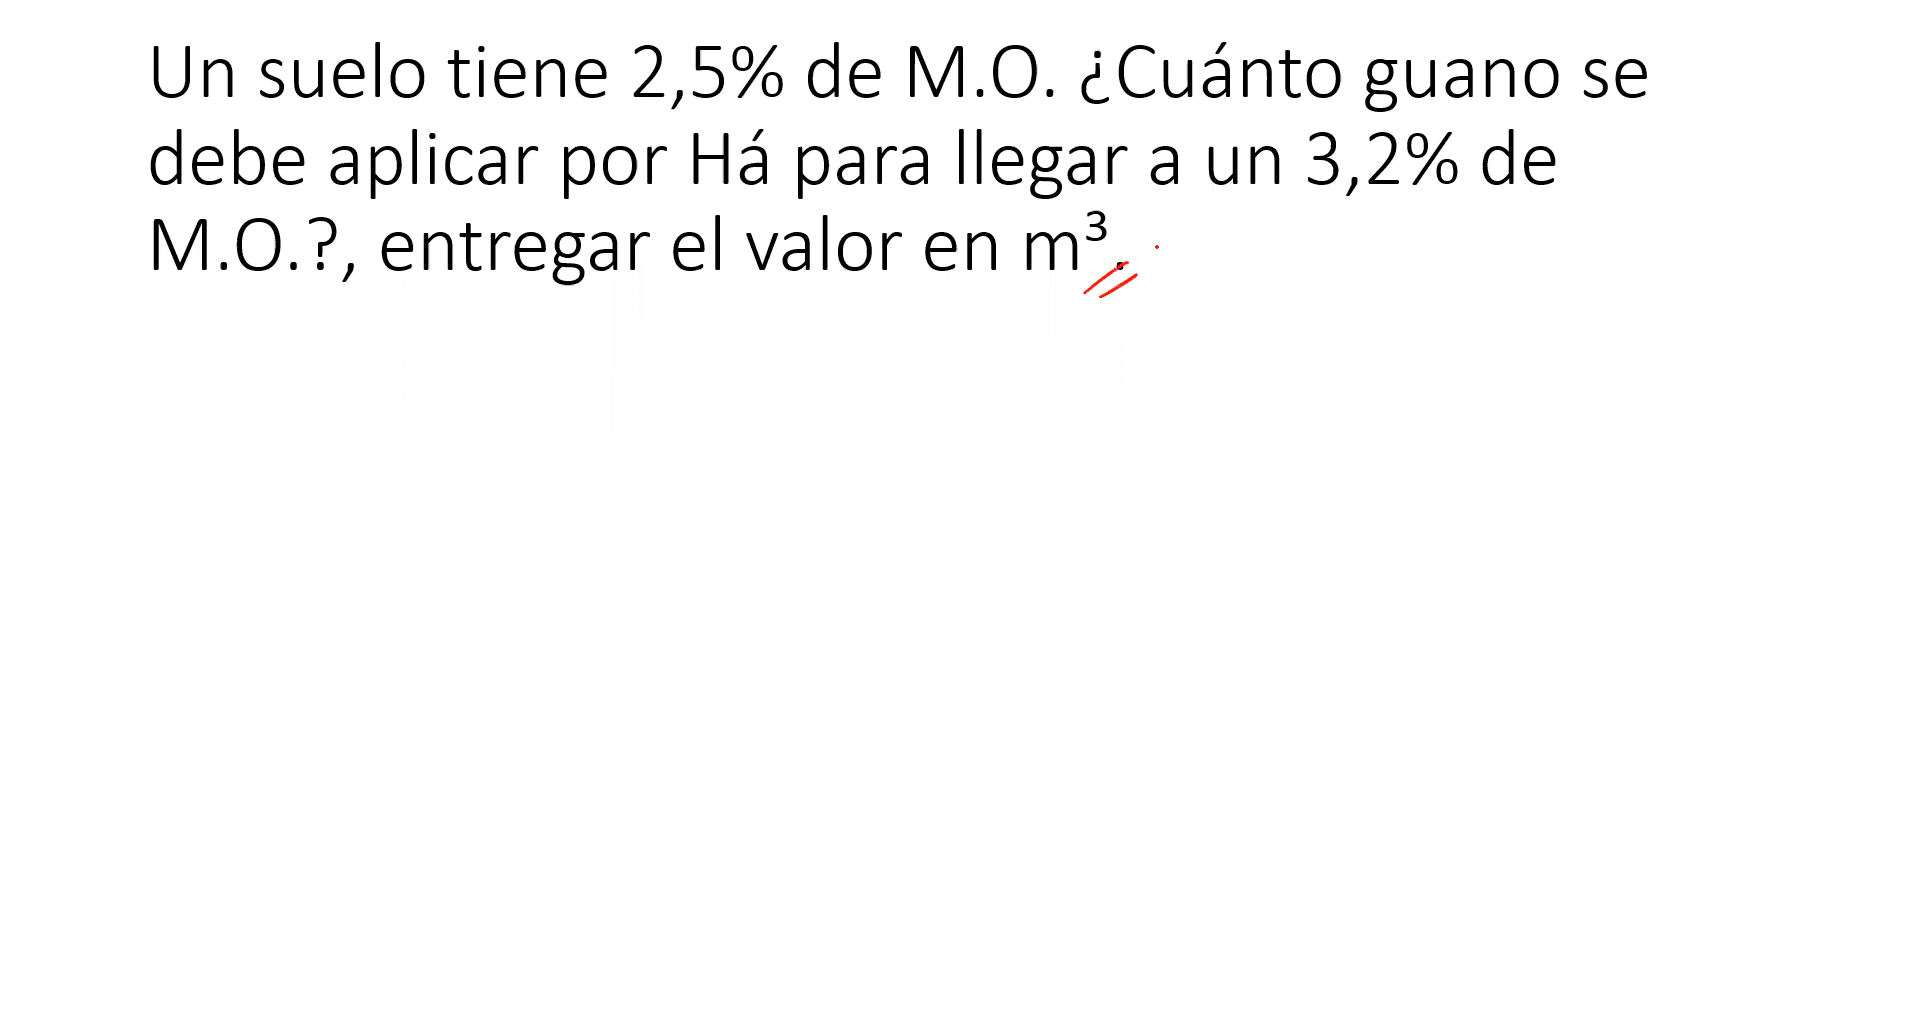 Un suelo tiene 2,5% de M.O. ¿Cuánto guano se
debe aplicar por Há para llegar a un 3,2% de
M.O.?, entregar el valor en m³.